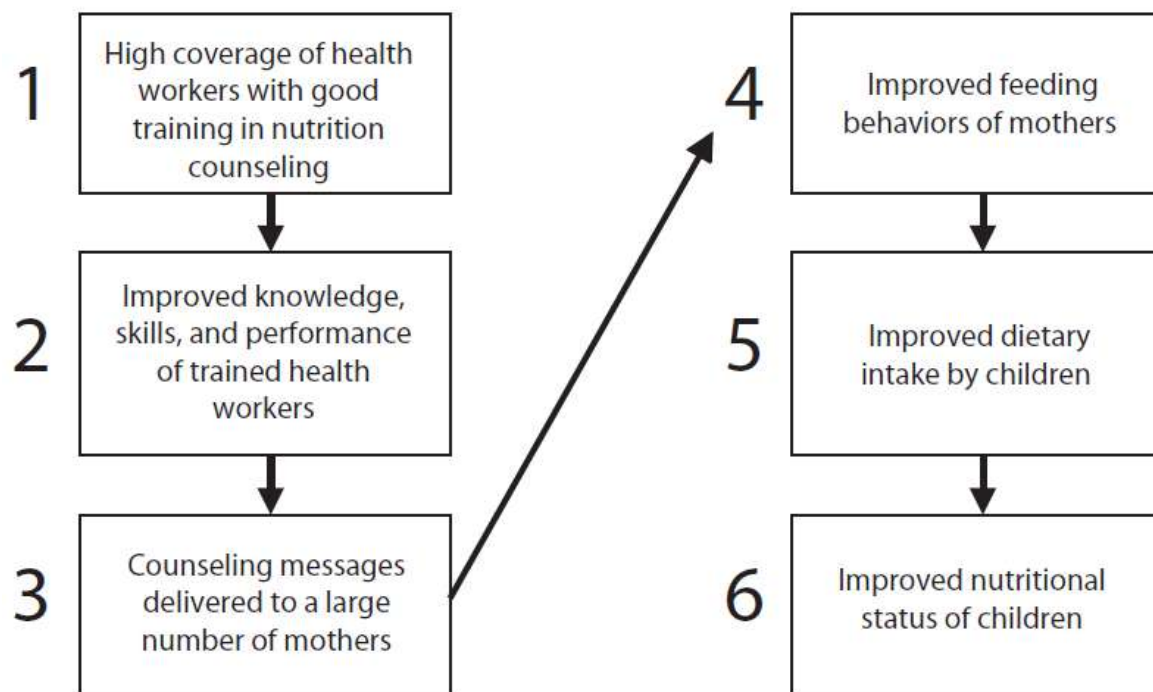 1
High coverage of health
workers with good
training in nutrition
counseling
2
Improved knowledge,
skills, and performance
of trained health
workers
3
Counseling messages
delivered to a large
number of mothers
4
Improved feeding
behaviors of mothers
5
Improved dietary
intake by children
6
Improved nutritional
status of children